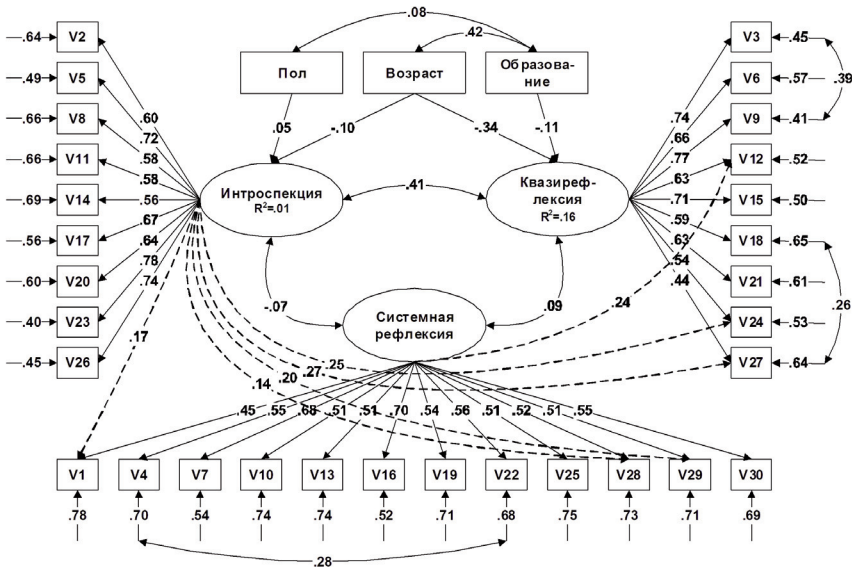 .08
.64 V2 .42 V3 .45
Пол Возраст Образова-
ние
.49 V5 V6 .57 .39
.60 .74
.66 V8 .05 -.10 -.34 -.11 V9 .41
.72 .66
.58 .77
.66 V11 V12 .52
.58 Интроспекция .41 Квазиреф- .63
R²=.01 лексия
R²=.16
.69 V14 .56 .71 V15 .50
.67 .59
.56 V17 V18 .65
.64 .63
.78 .54
.60 V20 .74 .44 V21 .61
-.07 Системная .09 .24 .26
рефлексия
.40 V23 V24 .53
.17
.45 V26 .25 V27 .64
.27
.20
.14
.45 .55 .68 .51 .51 .70 .54 .56 .51 .52 .51 .55
V1 V4 V7 V10 V13 V16 V19 V22 V25 V28 V29 V30
.78 .70 .54 .74 .74 .52 .71 .68 .75 .73 .71 .69
.28